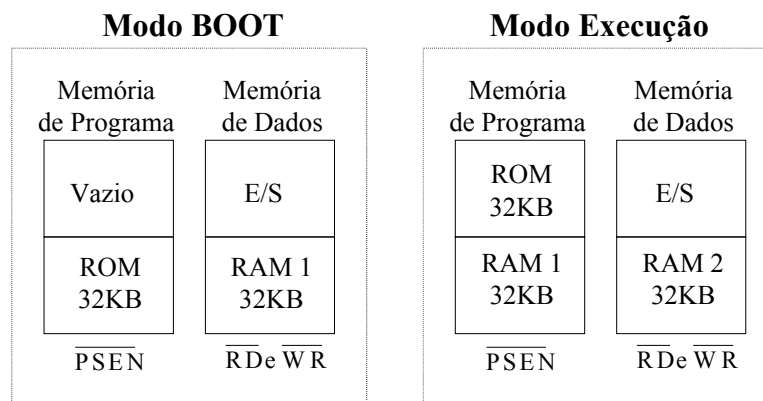 Modo BOOT
Memória
de Programa
Memória
de Dados
Vazio
E/S
ROM
32KB
RAM 1
32KB
PSEN
RD e WR
Modo Execução
Memória
de Programa
Memória
de Dados
ROM
32KB
E/S
RAM 1
32KB
RAM 2
32KB
PSEN
RD e WR